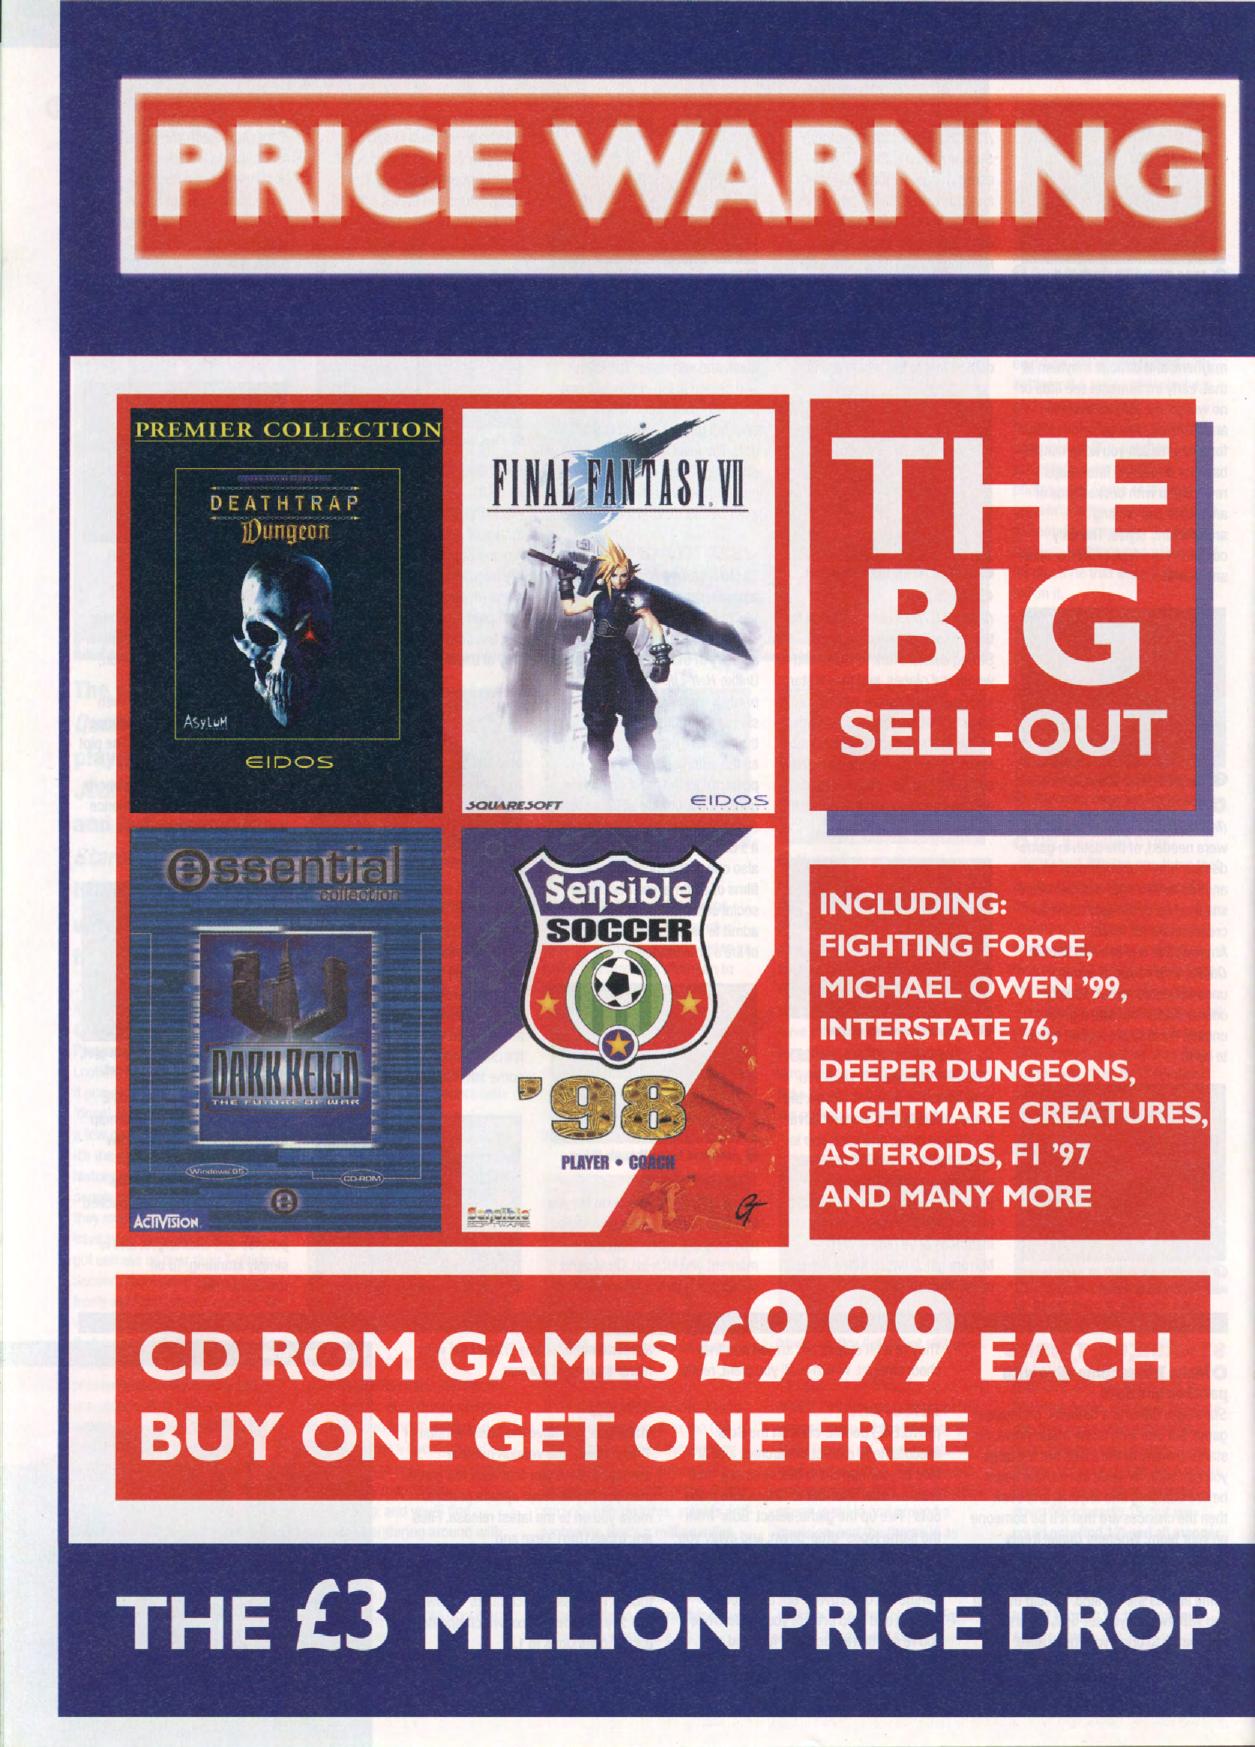 PRICE WARNING
PREMIER COLLECTION
DEATHTRAP
Dungeon
ASYLUM
EIDOS
FINAL FANTASY. VII
SQUARESOFT
EIDOS
THE
BIG
SELL-OUT
essential
collection
DARK REIGN
THE FUTURE OF WAR
Windows 95
CD-ROM
e
ACTIVISION.
Sensible
SOCCER
'98
PLAYER • COACH
Sensible
SOFTWARE
GT
INCLUDING:
FIGHTING FORCE,
MICHAEL OWEN '99,
INTERSTATE 76,
DEEPER DUNGEONS,
NIGHTMARE CREATURES,
ASTEROIDS, F1 '97
AND MANY MORE
CD ROM GAMES £9.99 EACH
BUY ONE GET ONE FREE
THE £3 MILLION PRICE DROP